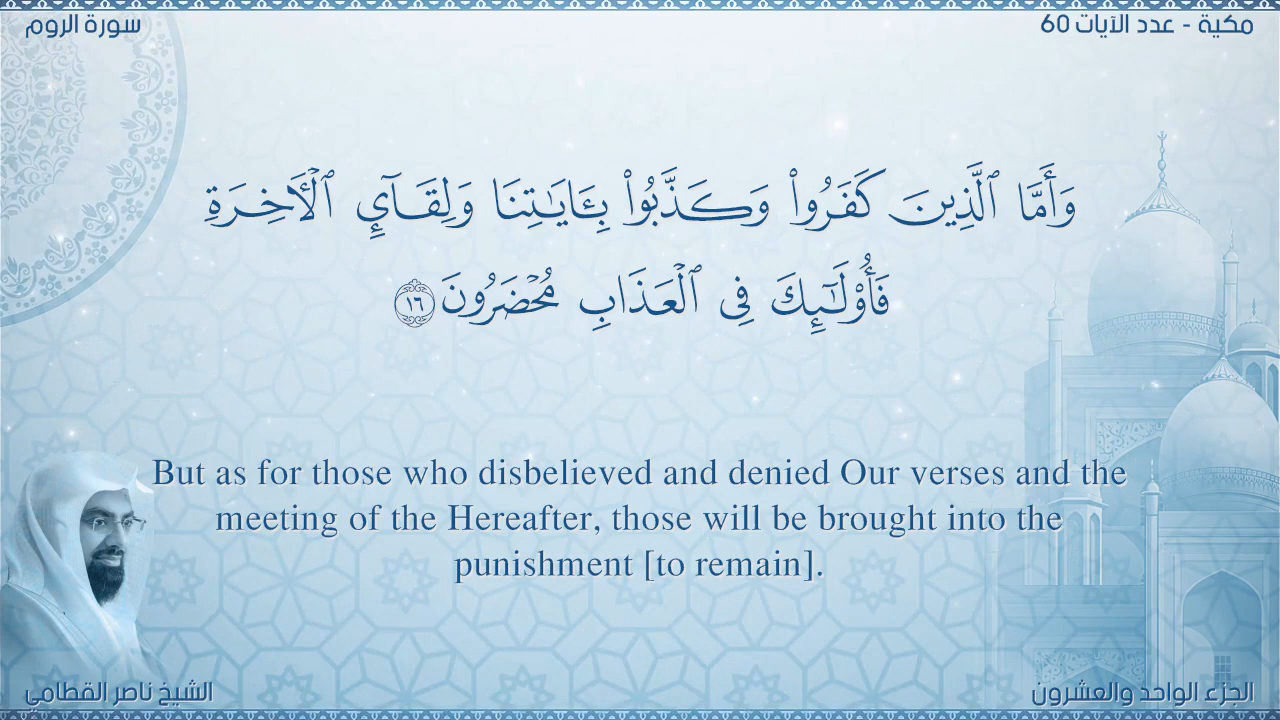 مكية - عدد الآيات 60
سورة الروم
وَأَمَّا ٱلَّذِينَ كَفَرُوا۟ وَكَذَّبُوا۟ بِـَٔايَـٰتِنَا وَلِقَآئِ ٱلْـَٔاخِرَةِ
فَأُو۟لَـٰٓئِكَ فِى ٱلْعَذَابِ مُحْضَرُونَ ١٦
But as for those who disbelieved and denied Our verses and the
meeting of the Hereafter, those will be brought into the
punishment [to remain].
الجزء الواحد والعشرون
الشيخ ناصر القطامي